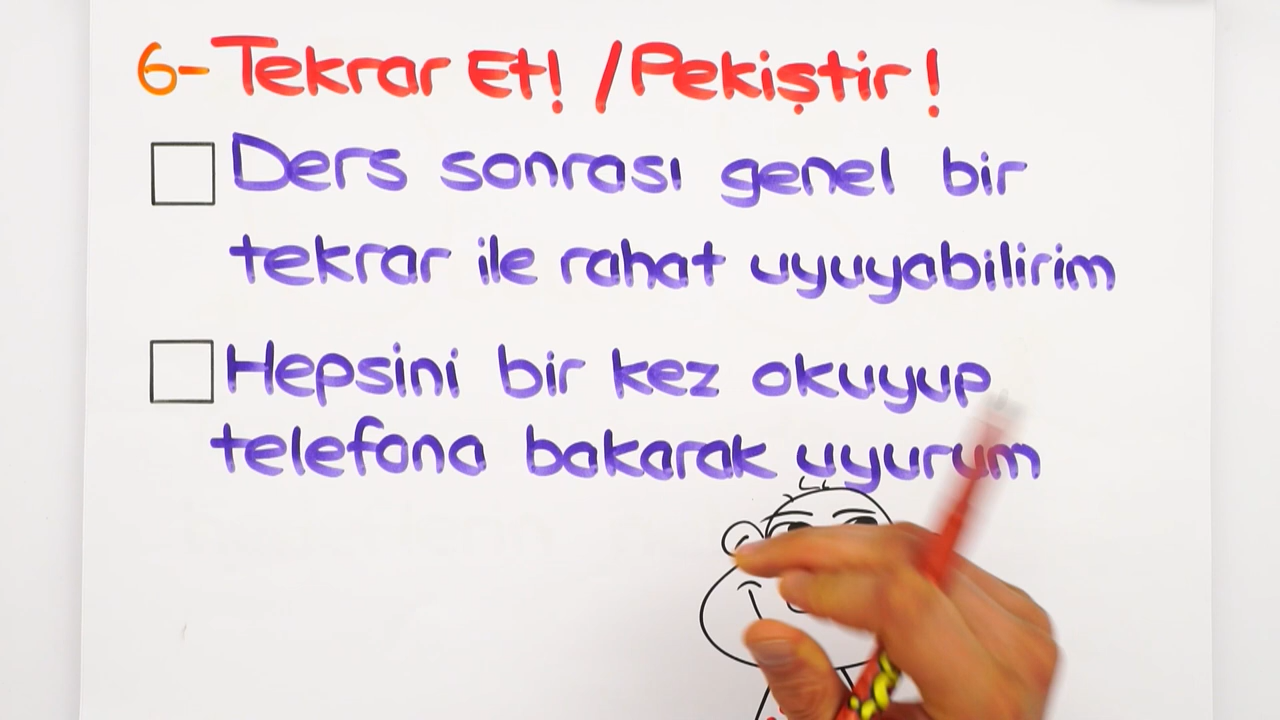 6- Tekrar Et! / Pekiştir!
Ders sonrası genel bir
tekrar ile rahat uyuyabilirim
Hepsini bir kez okuyup
telefona bakarak uyurum